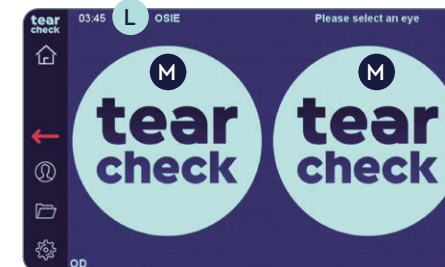 tear
check
03:45
L
OSIE
Please select an eye
M
tear
check
M
tear
check
OD